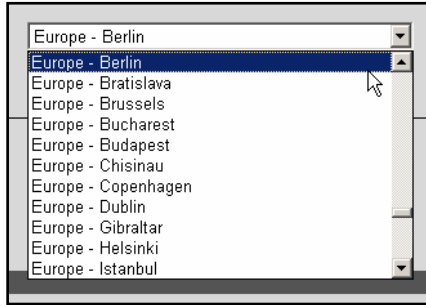 Europe - Berlin
Europe - Berlin
Europe - Bratislava
Europe - Brussels
Europe - Bucharest
Europe - Budapest
Europe - Chisinau
Europe - Copenhagen
Europe - Dublin
Europe - Gibraltar
Europe - Helsinki
Europe - Istanbul